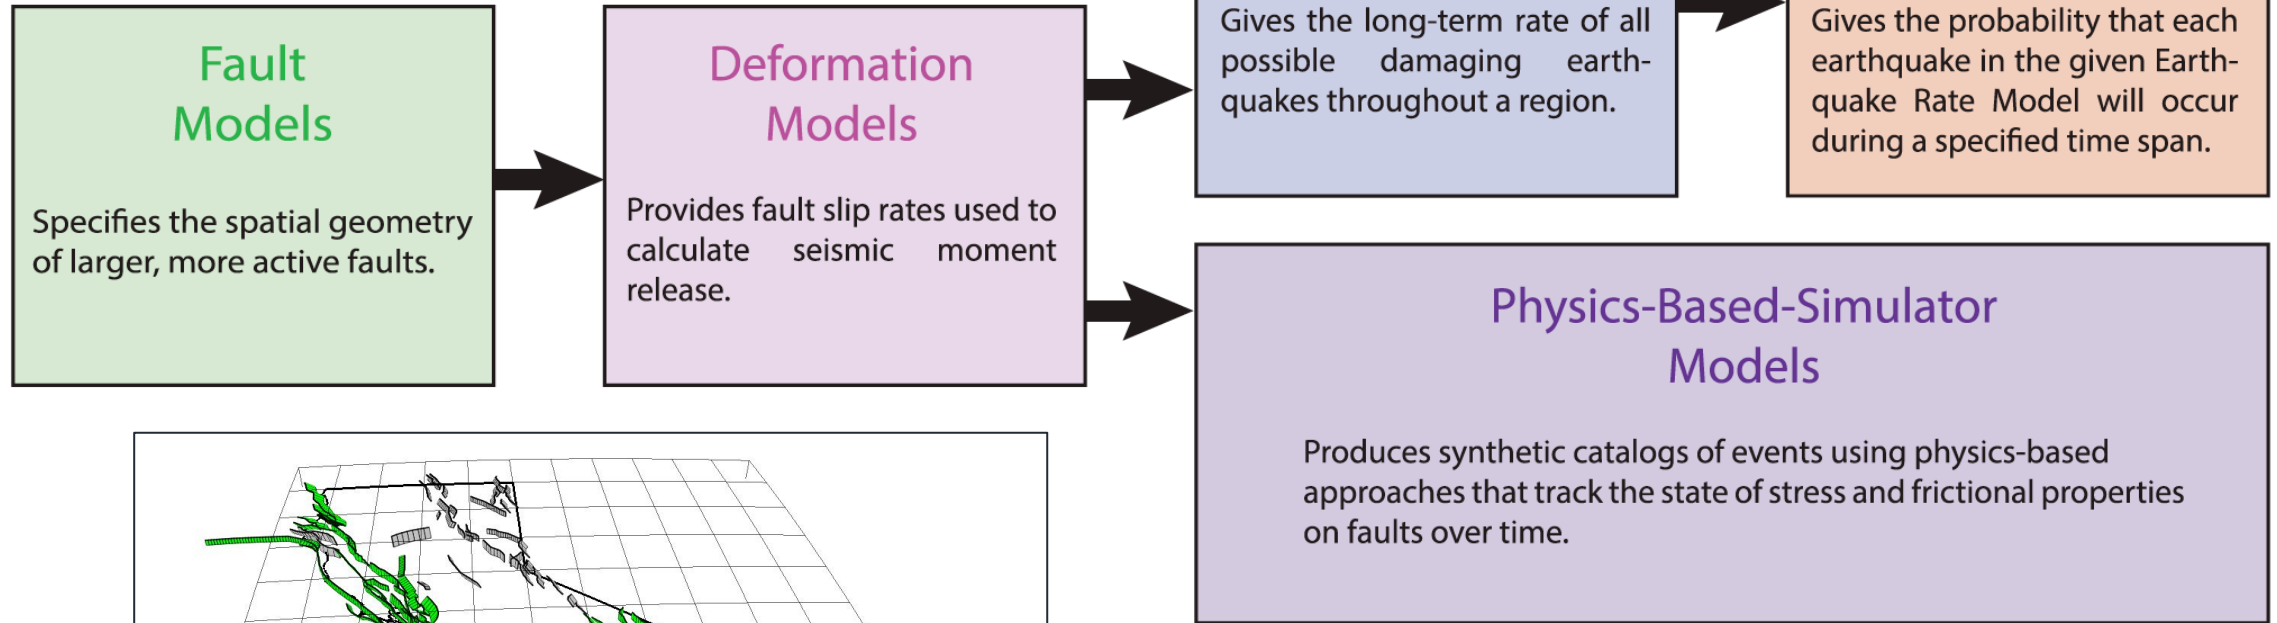 Fault
Models
Specifies the spatial geometry
of larger, more active faults.
Deformation
Models
Provides fault slip rates used to
calculate seismic moment
release.
Gives the long-term rate of all
possible damaging earth-
quakes throughout a region.
Gives the probability that each
earthquake in the given Earth-
quake Rate Model will occur
during a specified time span.
Physics-Based-Simulator
Models
Produces synthetic catalogs of events using physics-based
approaches that track the state of stress and frictional properties
on faults over time.